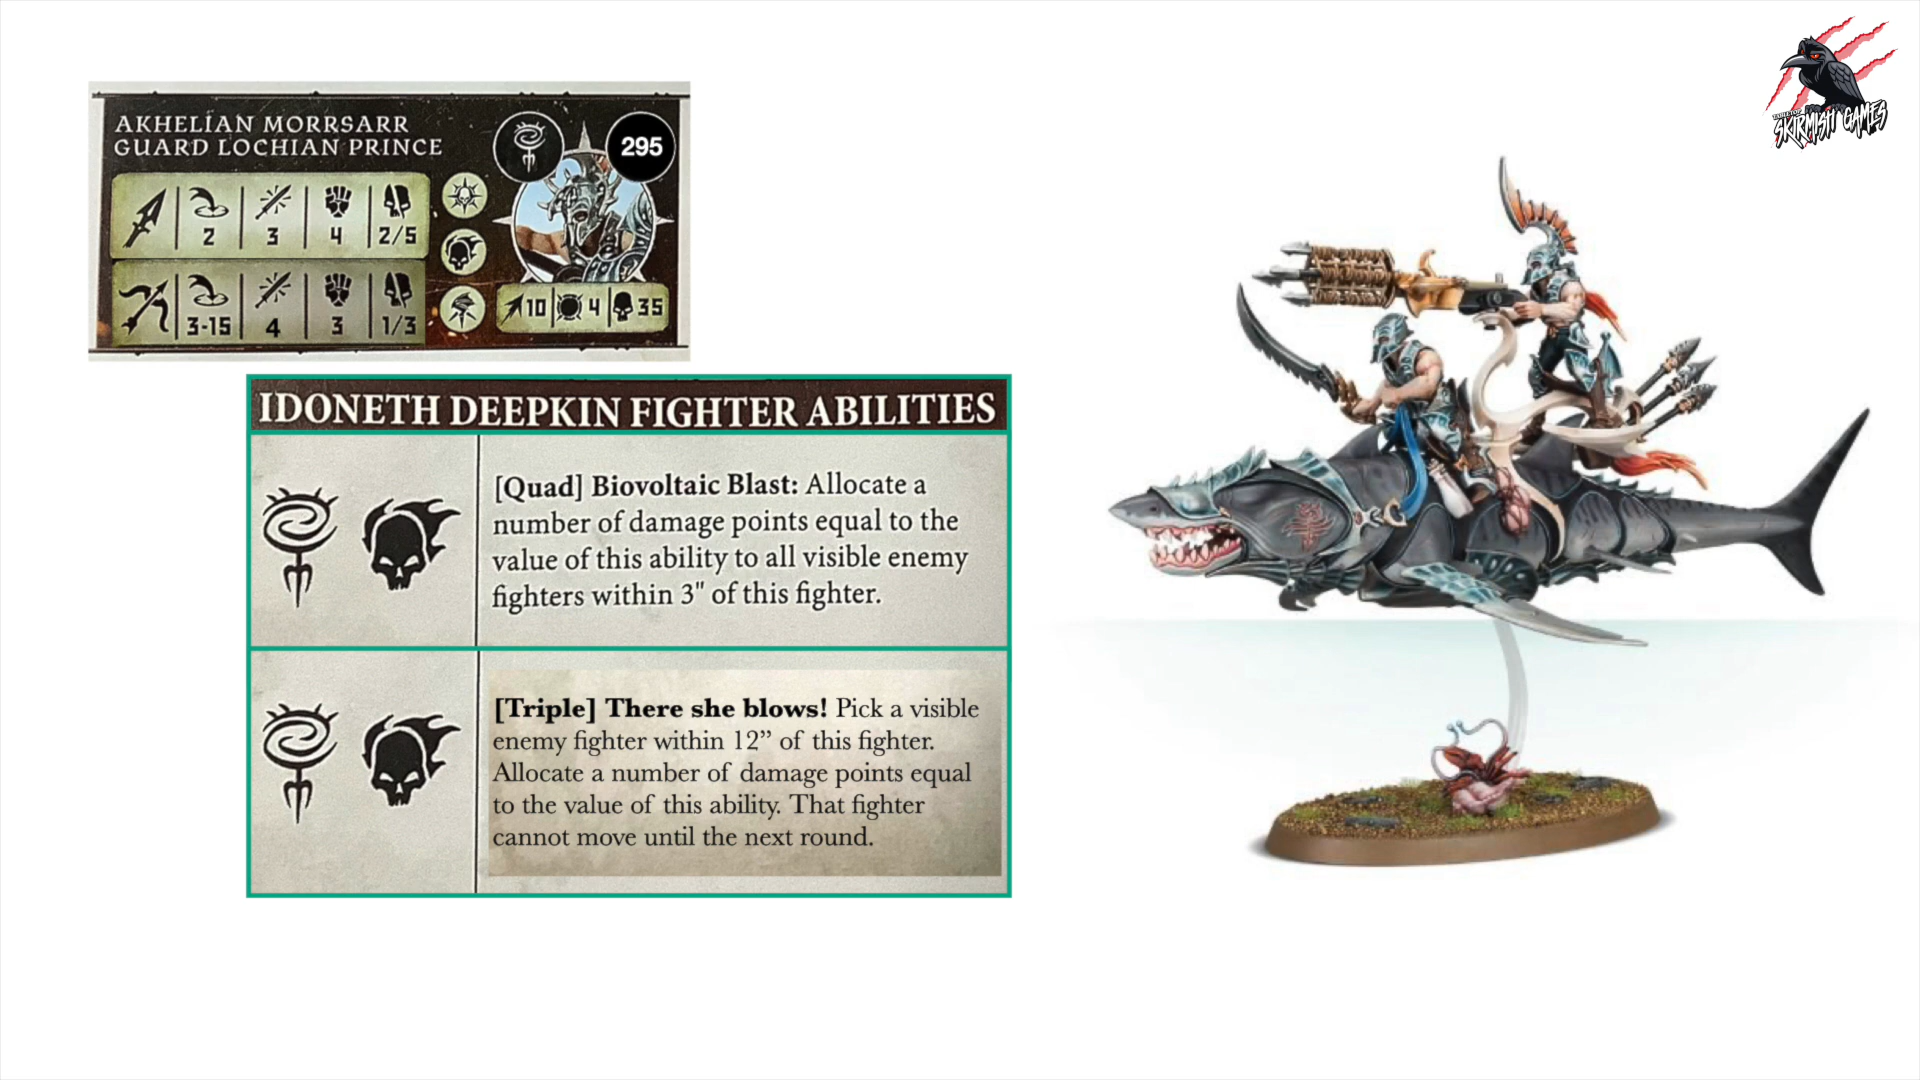 AKHELIAN MORRSARR
GUARD LOCHIAN PRINCE
295
2 3 4 2/5
3-15 4 3 1/3
10 4 35
IDONETH DEEPKIN FIGHTER ABILITIES
[Quad] Biovoltaic Blast: Allocate a
number of damage points equal to the
value of this ability to all visible enemy
fighters within 3" of this fighter.
[Triple] There she blows! Pick a visible
enemy fighter within 12” of this fighter.
Allocate a number of damage points equal
to the value of this ability. That fighter
cannot move until the next round.
SKIRMISH GAMES